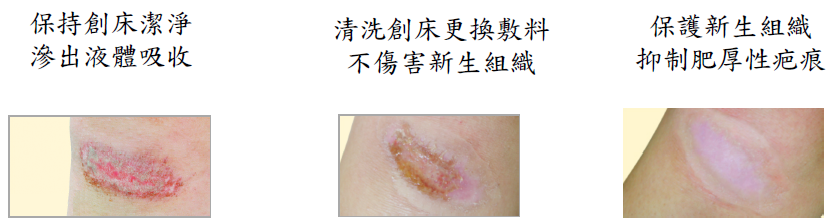 保持創床潔淨
滲出液體吸收
清洗創床更換敷料
不傷害新生組織
保護新生組織
抑制肥厚性疤痕